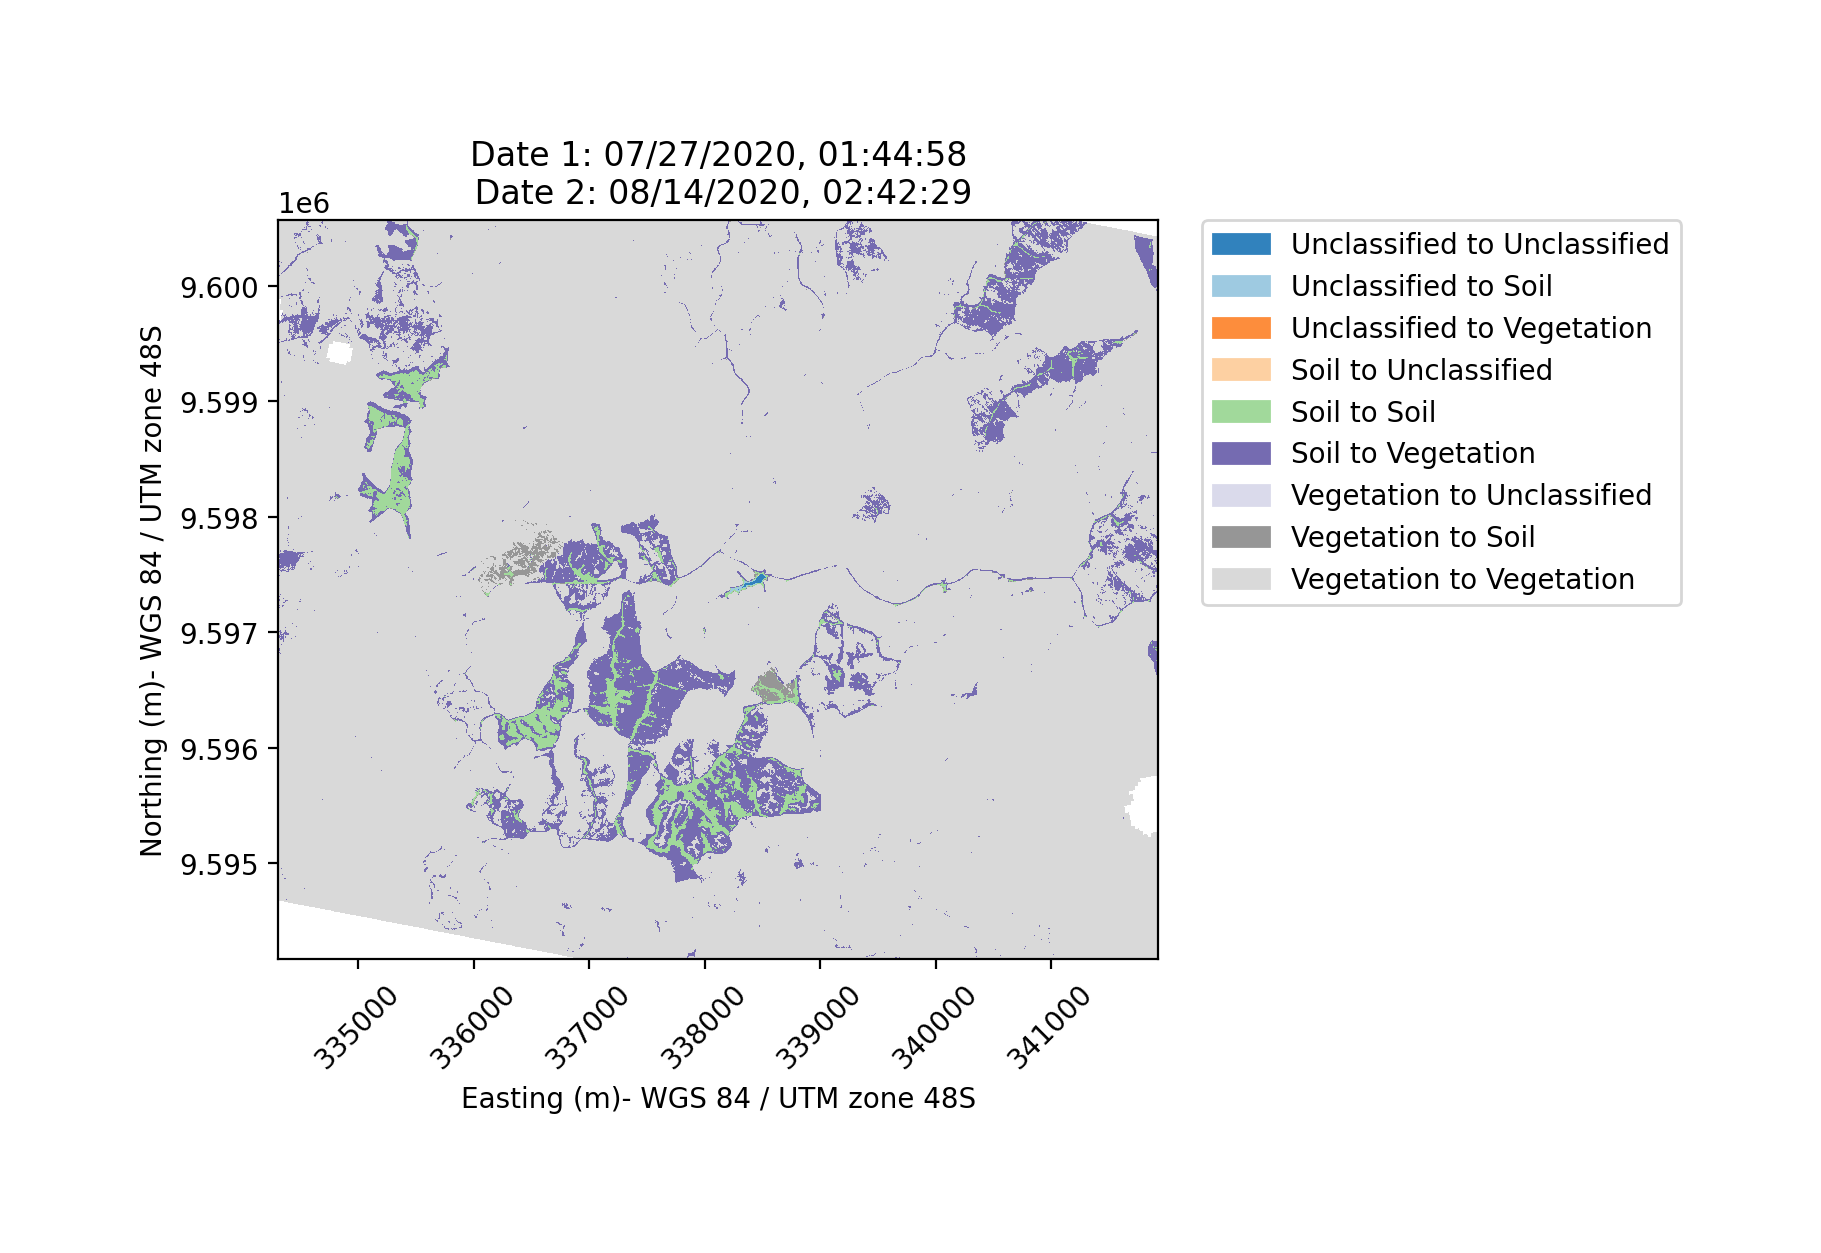 Date 1: 07/27/2020, 01:44:58
Date 2: 08/14/2020, 02:42:29
1e6
9.600
9.599
9.598
9.597
9.596
9.595
Northing (m)- WGS 84 / UTM zone 48S
335000
336000
337000
338000
339000
340000
341000
Easting (m)- WGS 84 / UTM zone 48S
Unclassified to Unclassified
Unclassified to Soil
Unclassified to Vegetation
Soil to Unclassified
Soil to Soil
Soil to Vegetation
Vegetation to Unclassified
Vegetation to Soil
Vegetation to Vegetation